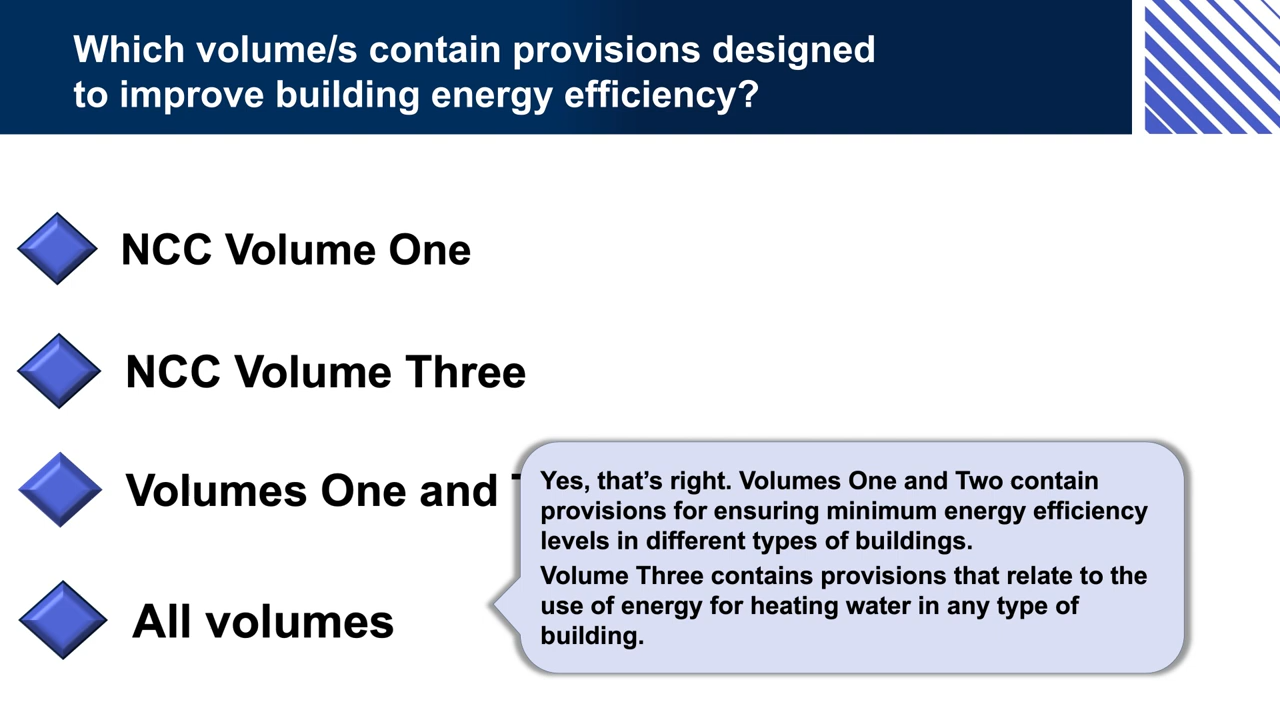 Which volume/s contain provisions designed
to improve building energy efficiency?
NCC Volume One
NCC Volume Three
Volumes One and
Yes, that’s right. Volumes One and Two contain
provisions for ensuring minimum energy efficiency
levels in different types of buildings.
Volume Three contains provisions that relate to the
use of energy for heating water in any type of
building.
All volumes